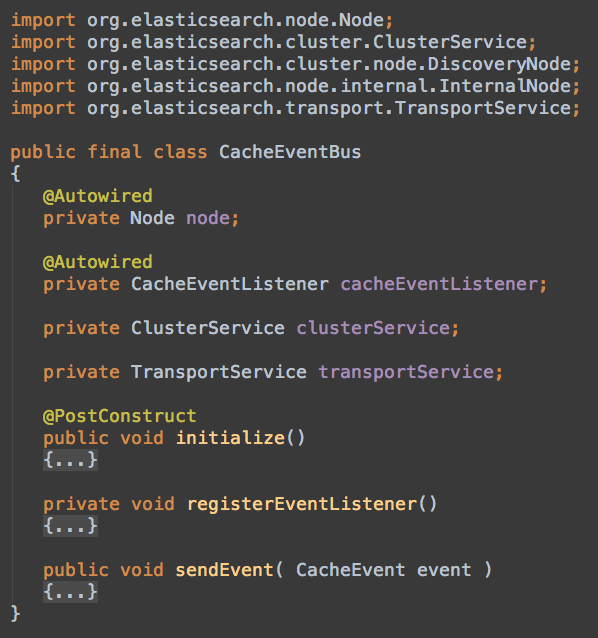 import org.elasticsearch.node.Node;
import org.elasticsearch.cluster.ClusterService;
import org.elasticsearch.cluster.node.DiscoveryNode;
import org.elasticsearch.node.internal.InternalNode;
import org.elasticsearch.transport.TransportService;
public final class CacheEventBus
{
@Autowired
private Node node;
@Autowired
private CacheEventListener cacheEventListener;
private ClusterService clusterService;
private TransportService transportService;
@PostConstruct
public void initialize()
{...}
private void registerEventListener()
{...}
public void sendEvent( CacheEvent event )
{...}
}